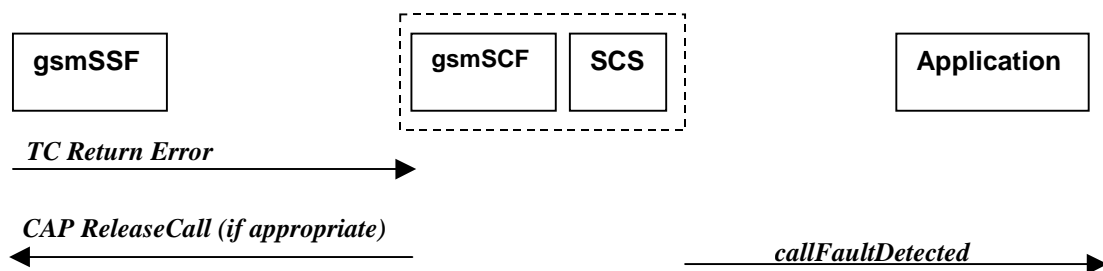 gsmSSF
gsmSCF
SCS
Application
TC Return Error
CAP ReleaseCall (if appropriate)
callFaultDetected